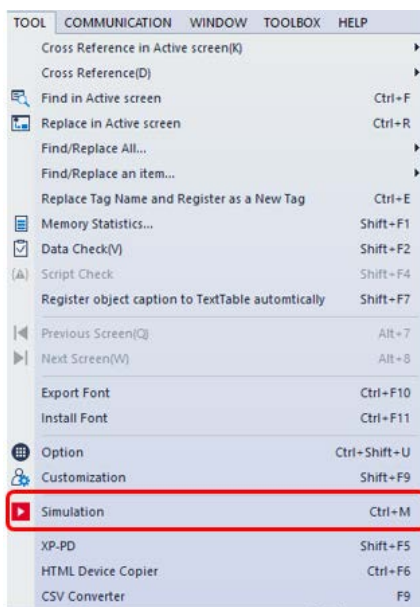 TOOL COMMUNICATION WINDOW TOOLBOX HELP
Cross Reference in Active screen(K)
Cross Reference(D)
Find in Active screen Ctrl+F
Replace in Active screen Ctrl+R
Find/Replace All...
Find/Replace an item...
Replace Tag Name and Register as a New Tag Ctrl+E
Memory Statistics... Shift+F1
Data Check(V) Shift+F2
(A) Script Check Shift+F4
Register object caption to TextTable automtically Shift+F7
Previous Screen(Q) Alt+7
Next Screen(W) Alt+8
Export Font Ctrl+F10
Install Font Ctrl+F11
Option Ctrl+Shift+U
Customization Shift+F9
Simulation Ctrl+M
XP-PD Shift+F5
HTML Device Copier Ctrl+F6
CSV Converter F9